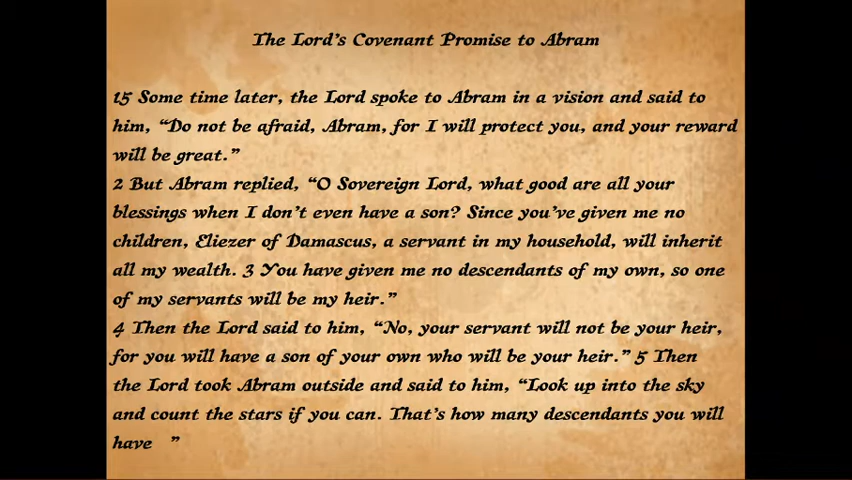 The Lord's Covenant Promise to Abram
15 Some time later, the Lord spoke to Abram in a vision and said to
him, “Do not be afraid, Abram, for I will protect you, and your reward
will be great.”
2 But Abram replied, “O Sovereign Lord, what good are all your
blessings when I don't even have a son? Since you've given me no
children, Eliezer of Damascus, a servant in my household, will inherit
all my wealth. 3 You have given me no descendants of my own, so one
of my servants will be my heir.”
4 Then the Lord said to him, “No, your servant will not be your heir,
for you will have a son of your own who will be your heir.” 5 Then
the Lord took Abram outside and said to him, “Look up into the sky
and count the stars if you can. That's how many descendants you will
have ”